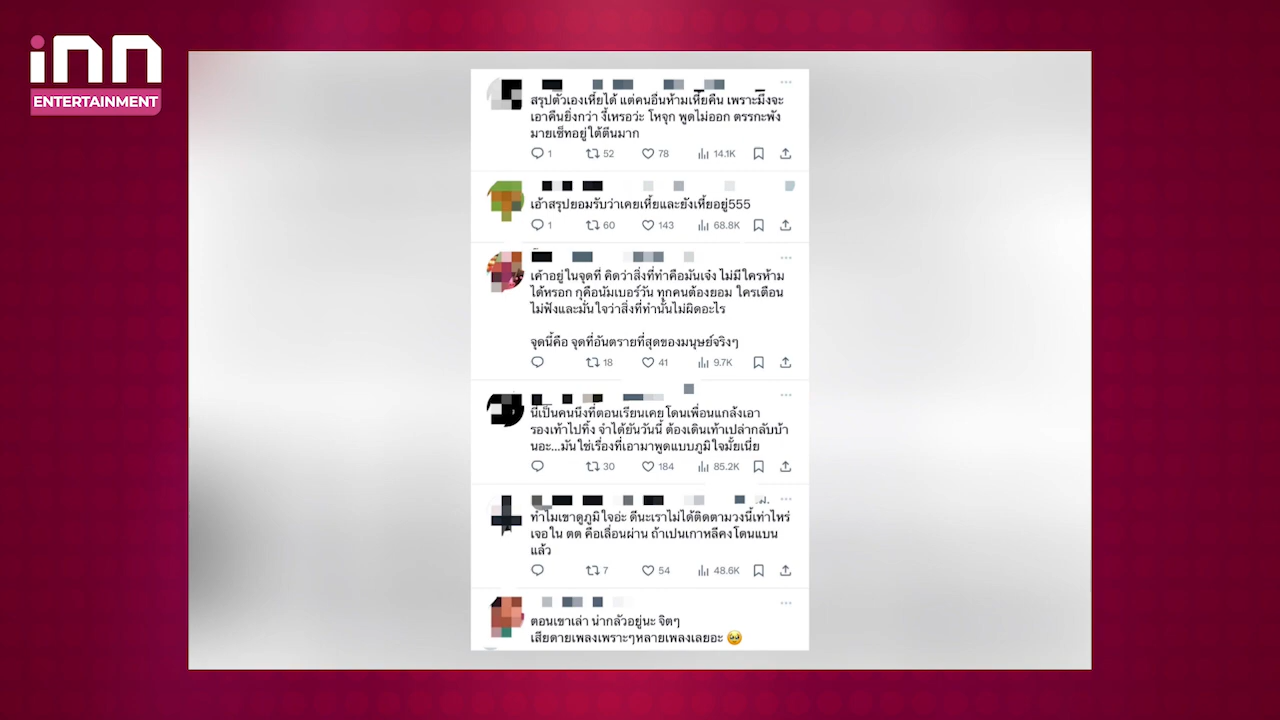 inn
ENTERTAINMENT
สรุปตัวเองเหี้ยได้ แต่คนอื่นห้ามเหี้ยคืน เพราะมึงจะ
เอาคืนยิ่งกว่า งี้เหรอว่ะ โหจุก พูดไม่ออก ตรรกะพัง
มายเซ็ทอยู่ใต้ตีนมาก
1 52 78 14.1K
เอ้าสรุปยอมรับว่าเคยเหี้ยและยังเหี้ยอยู่555
1 60 143 68.8K
เค้าอยู่ในจุดที่ คิดว่าสิ่งที่ทำคือมันเจ๋ง ไม่มีใครห้าม
ได้หรอก กุคือนัมเบอร์วัน ทุกคนต้องยอม ใครเตือน
ไม่ฟังและมั่นใจว่าสิ่งที่ทำนั้นไม่ผิดอะไร
จุดนี้คือ จุดที่อันตรายที่สุดของมนุษย์จริงๆ
18 41 9.7K
นี่เป็นคนนึงที่ตอนเรียนเคยโดนเพื่อนแกล้งเอา
รองเท้าไปทิ้ง จำได้ยันวันนี้ ต้องเดินเท้าเปล่ากลับบ้า
นอะ...มันใช่เรื่องที่เอามาพูดแบบภูมิใจมั้ยเนี่ย
30 184 85.2K
ทำไมเขาดูภูมิใจอ่ะ ดีนะเราไม่ได้ติดตามวงนี้เท่าไหร่
เจอใน ตต คือเลื่อนผ่าน ถ้าเปนเกาหลีคงโดนแบน
แล้ว
7 54 48.6K
ตอนเขาเล่า น่ากลัวอยู่นะ จิตๆ
เสียดายเพลงเพราะๆหลายเพลงเลยอะ 🥹